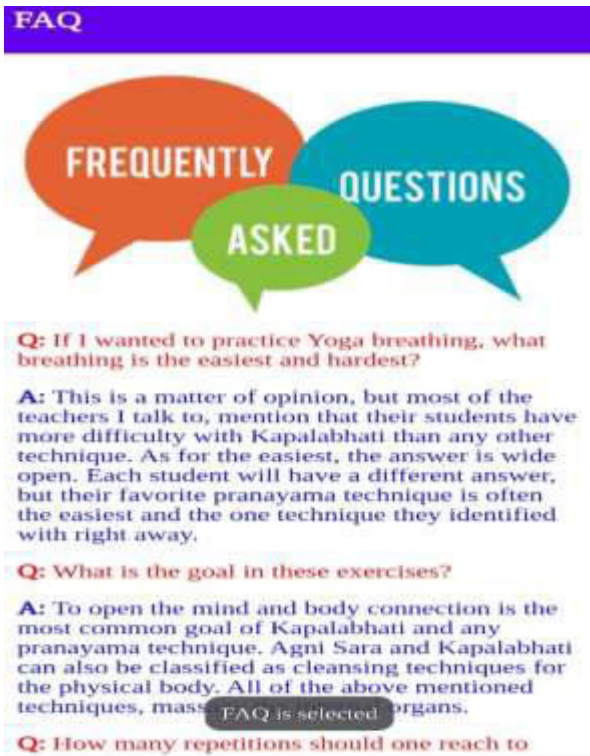 FAQ
FREQUENTLY
QUESTIONS
ASKED
Q: If I wanted to practice Yoga breathing, what
breathing is the easiest and hardest?
A: This is a matter of opinion, but most of the
teachers I talk to, mention that their students have
more difficulty with Kapalabhati than any other
technique. As for the easiest, the answer is wide
open. Each student will have a different answer,
but their favorite pranayama technique is often
the easiest and the one technique they identified
with right away.
Q: What is the goal in these exercises?
A: To open the mind and body connection is the
most common goal of Kapalabhati and any
pranayama technique. Agni Sara and Kapalabhati
can also be classified as cleansing techniques for
the physical body. All of the above mentioned
techniques, organs.
FAQ is selected
Q: How many repetitions should one reach to